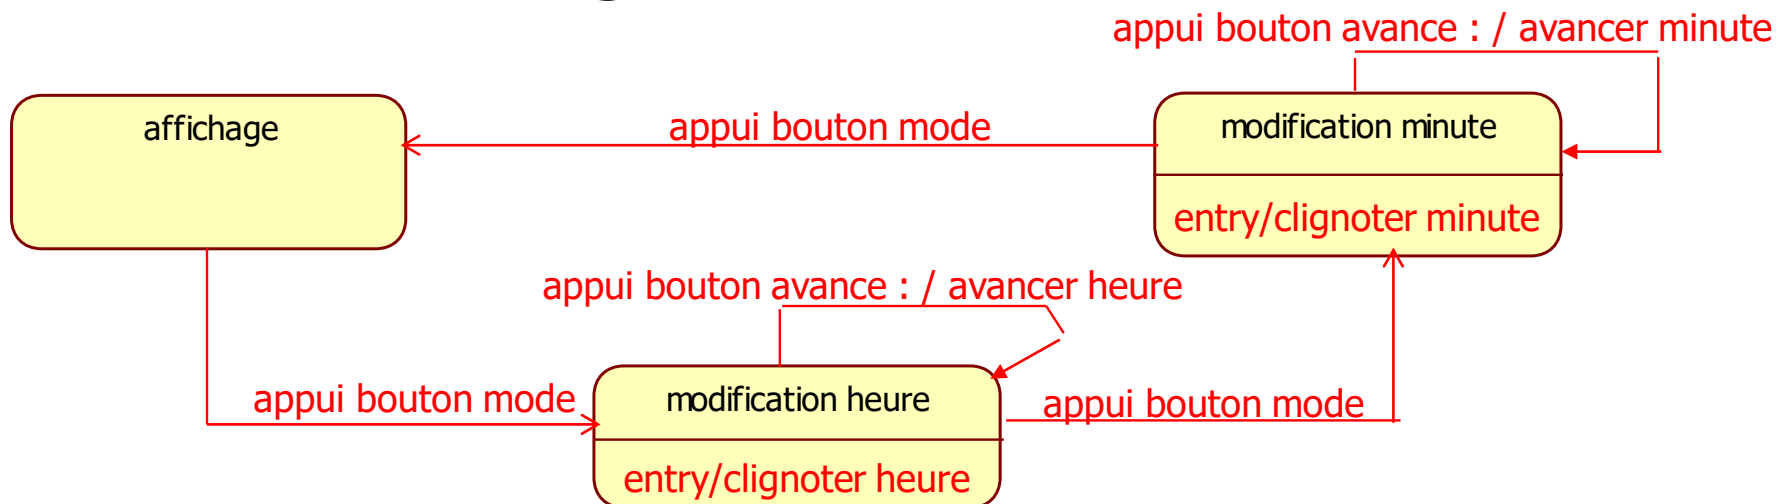 appui bouton avance : / avancer minute
affichage
appui bouton mode
modification minute
entry/clignoter minute
appui bouton avance : / avancer heure
appui bouton mode
modification heure
appui bouton mode
entry/clignoter heure